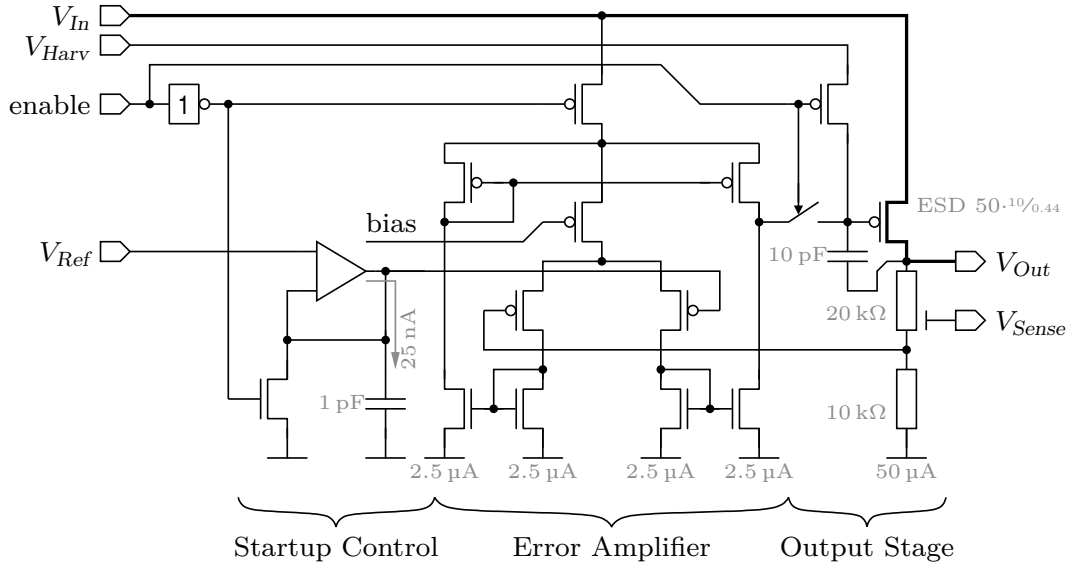 V_In
V_Harv
enable
1
ESD 50·10/0.44
bias
V_Ref
10 pF
V_Out
25 nA
20 kΩ
V_Sense
1 pF
10 kΩ
2.5 µA
2.5 µA
2.5 µA
2.5 µA
50 µA
Startup Control
Error Amplifier
Output Stage